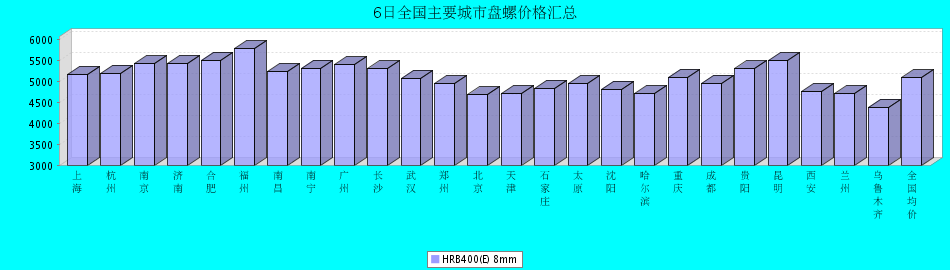 6日全国主要城市盘螺价格汇总
6000
5500
5000
4500
4000
3500
3000
上海
杭州
南京
济南
合肥
福州
南昌
南宁
广州
长沙
武汉
郑州
北京
天津
石家庄
太原
沈阳
哈尔滨
重庆
成都
贵阳
昆明
西安
兰州
乌鲁木齐
全国均价
HRB400(E) 8mm